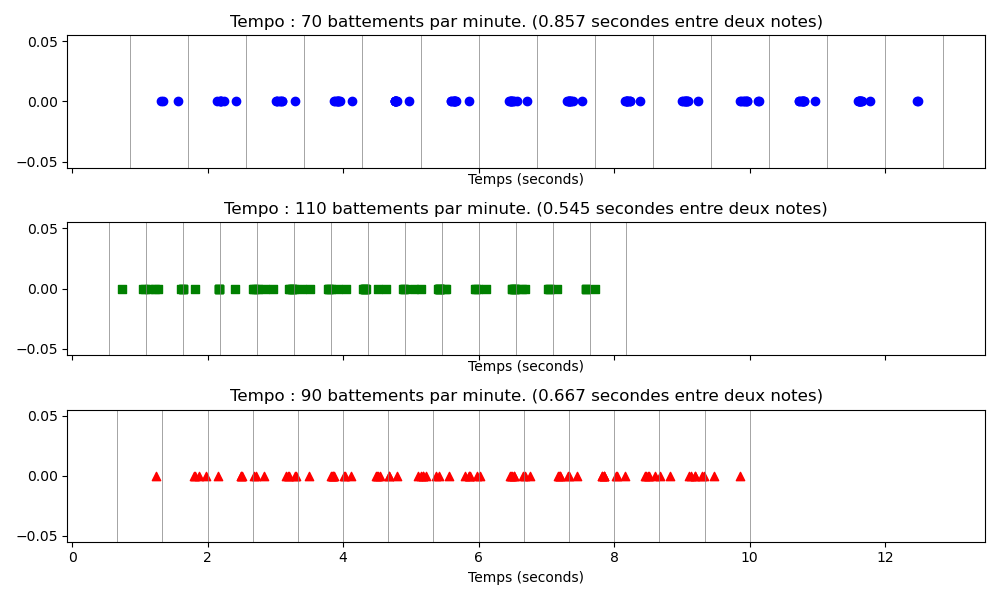 Tempo : 70 battements par minute. (0.857 secondes entre deux notes)
0.05
0.00
−0.05
Temps (seconds)
Tempo : 110 battements par minute. (0.545 secondes entre deux notes)
0.05
0.00
−0.05
Temps (seconds)
Tempo : 90 battements par minute. (0.667 secondes entre deux notes)
0.05
0.00
−0.05
0 2 4 6 8 10 12
Temps (seconds)